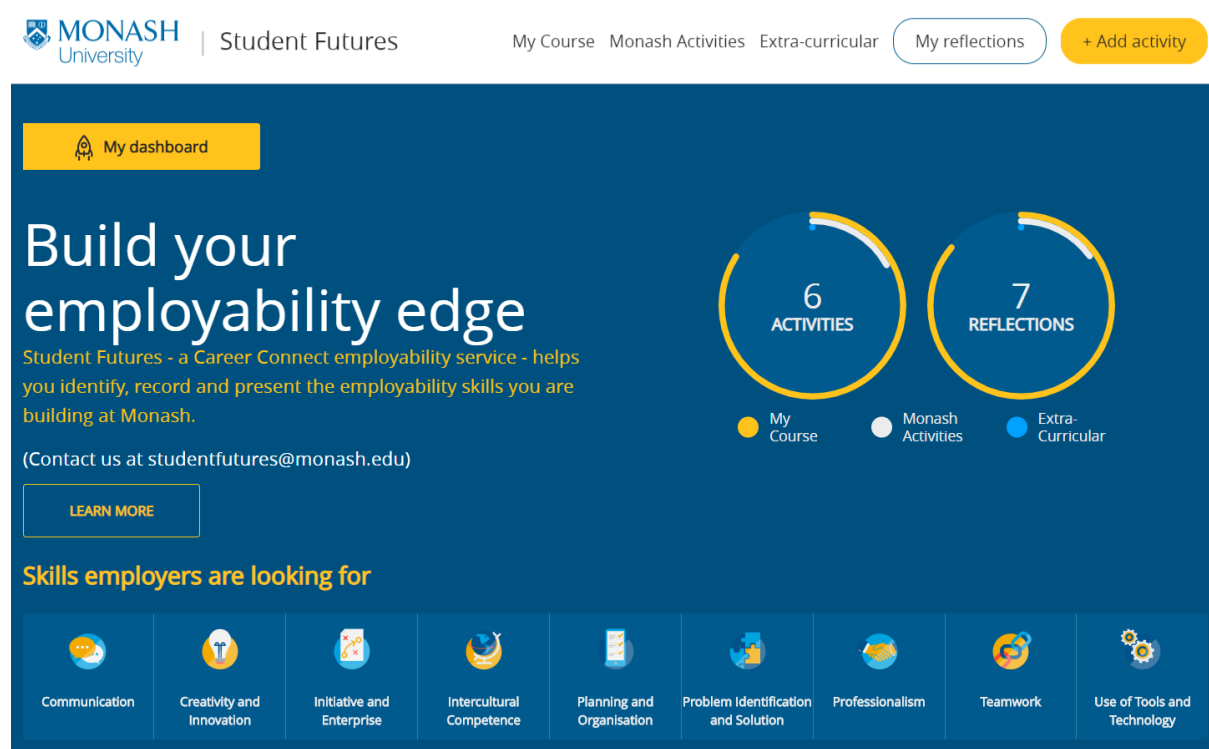 MONASH
University
Student Futures
My Course Monash Activities Extra-curricular My reflections + Add activity
My dashboard
Build your
employability edge
Student Futures - a Career Connect employability service - helps
you identify, record and present the employability skills you are
building at Monash.
(Contact us at studentfutures@monash.edu)
LEARN MORE
6
ACTIVITIES
7
REFLECTIONS
My
Course
Monash
Activities
Extra-
Curricular
Skills employers are looking for
Communication
Creativity and
Innovation
Initiative and
Enterprise
Intercultural
Competence
Planning and
Organisation
Problem Identification
and Solution
Professionalism
Teamwork
Use of Tools and
Technology